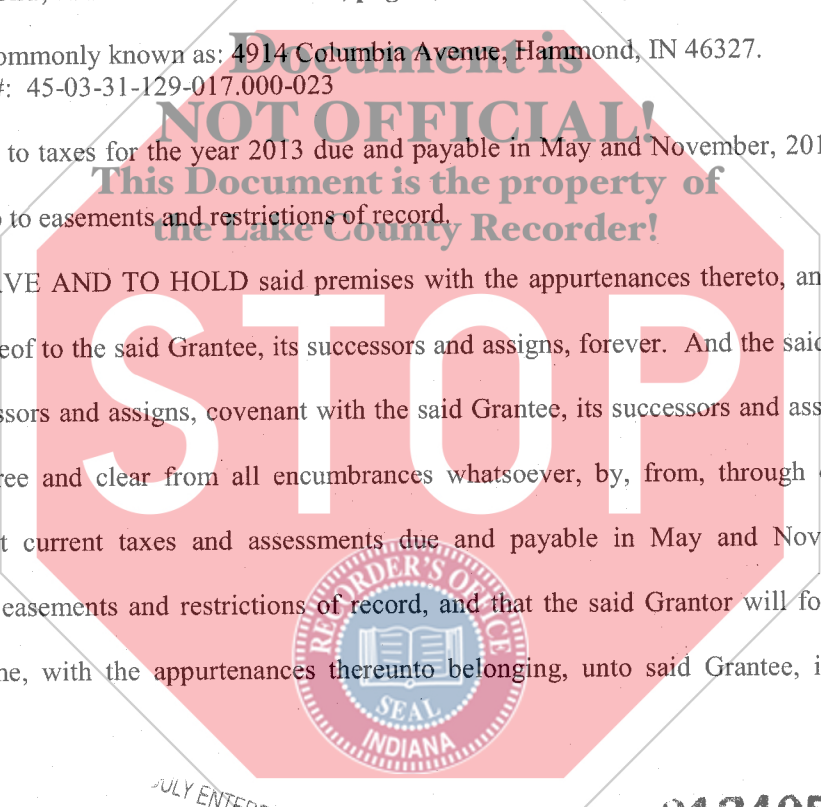 ommonly known as: 4914 Columbia Avenue, Hammond, IN 46327.
Document is
#: 45-03-31-129-017.000-023
NOT OFFICIAL!
to taxes for the year 2013 due and payable in May and November, 201
This Document is the property of
to easements and restrictions of record.
the Lake County Recorder!
VE AND TO HOLD said premises with the appurtenances thereto, an
STOP
eof to the said Grantee, its successors and assigns, forever. And the said
ssors and assigns, covenant with the said Grantee, its successors and ass
ree and clear from all encumbrances whatsoever, by, from, through
t current taxes and assessments due and payable in May and Nov
easements and restrictions of record, and that the said Grantor will fo
ne, with the appurtenances thereunto belonging, unto said Grantee, i
RECORDER'S OFFICE
SEAL
INDIANA